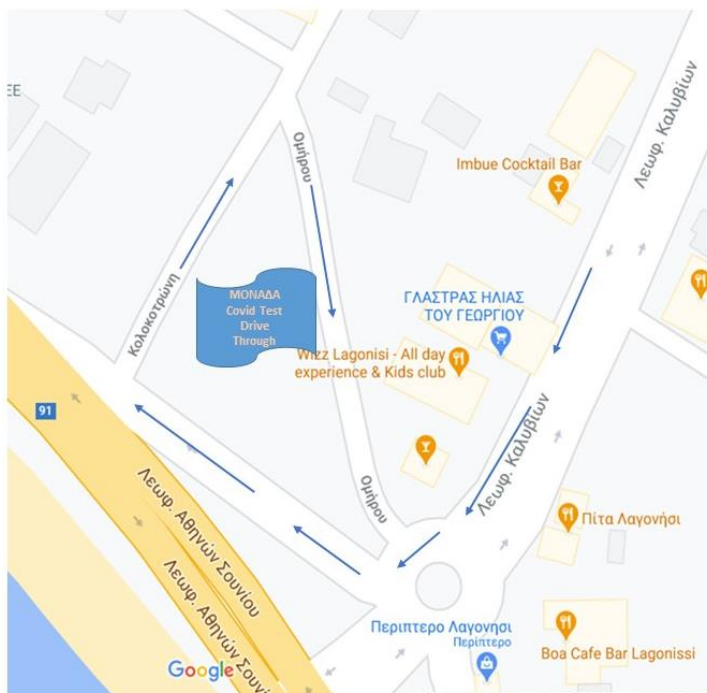 ΕΕ
Ομήρου
Λεωφ. Καλυβίων
Imbue Cocktail Bar
Κολοκοτρώνη
ΜΟΝΑΔΑ
Covid Test
Drive
Through
ΓΛΑΣΤΡΑΣ ΗΛΙΑΣ
ΤΟΥ ΓΕΩΡΓΙΟΥ
Wizz Lagonisi - All day
experience & Kids club
91
Λεωφ. Καλυβίων
Λεωφ. Αθηνών Σουνίου
Ομήρου
Πίτα Λαγονήσι
Λεωφ. Αθηνών Σουνίο
Περιπτερο Λαγονησι
Περίπτερο
Boa Cafe Bar Lagonissi
Google